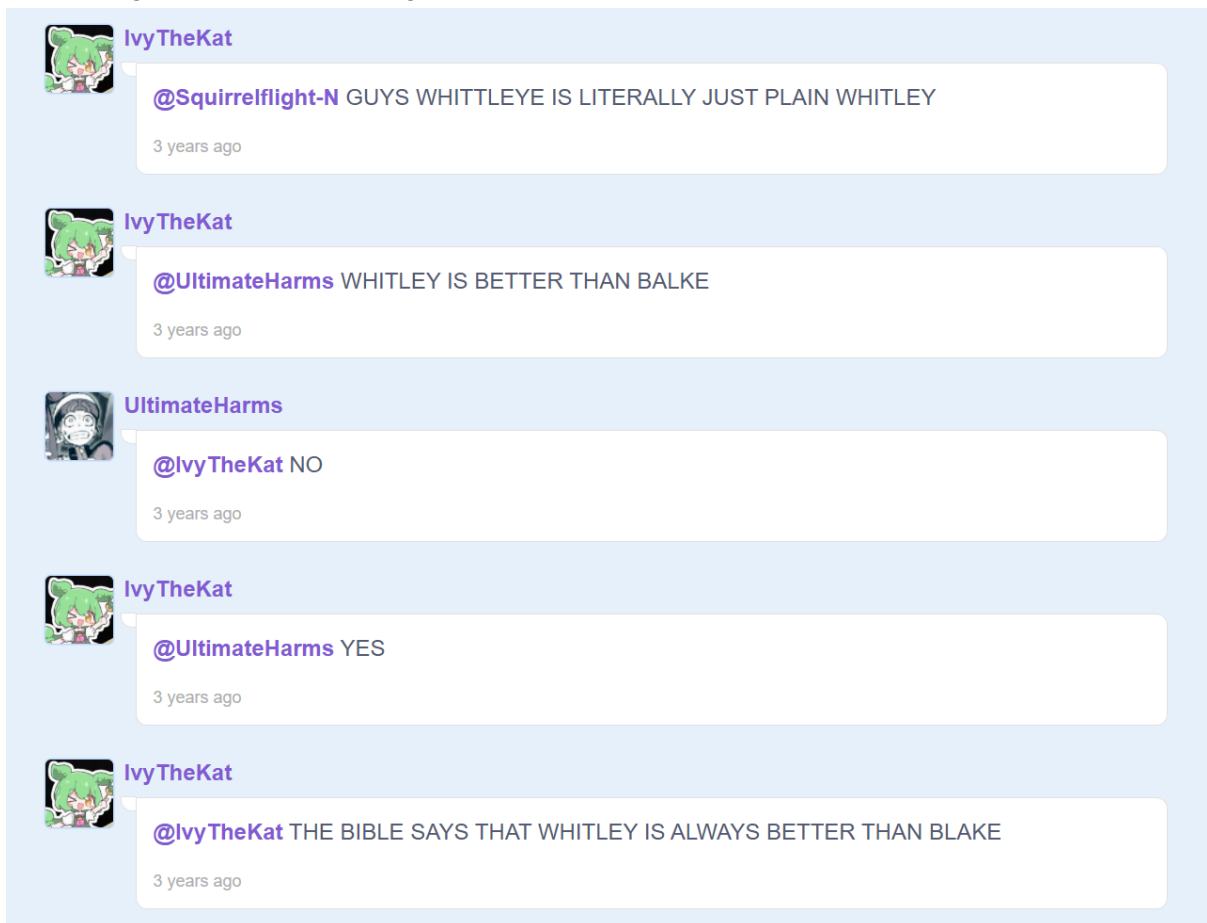 IvyTheKat
@Squirrelflight-N GUYS WHITTLEYE IS LITERALLY JUST PLAIN WHITLEY
3 years ago
IvyTheKat
@UltimateHarms WHITLEY IS BETTER THAN BALKE
3 years ago
UltimateHarms
@IvyTheKat NO
3 years ago
IvyTheKat
@UltimateHarms YES
3 years ago
IvyTheKat
@IvyTheKat THE BIBLE SAYS THAT WHITLEY IS ALWAYS BETTER THAN BLAKE
3 years ago